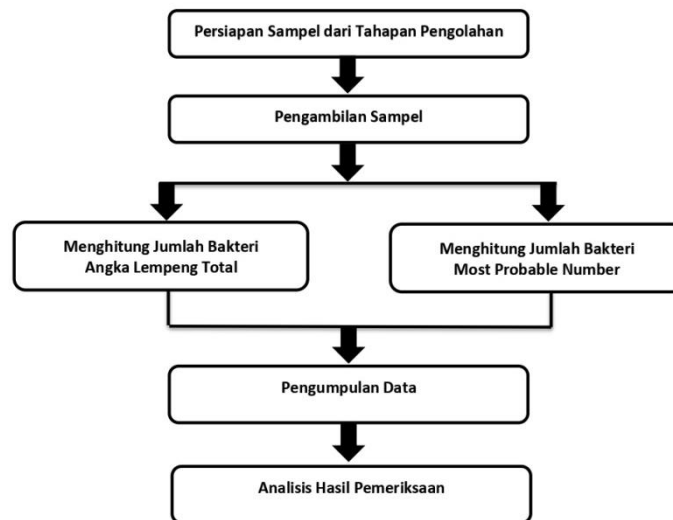 Persiapan Sampel dari Tahapan Pengolahan
Pengambilan Sampel
Menghitung Jumlah Bakteri
Angka Lempeng Total
Menghitung Jumlah Bakteri
Most Probable Number
Pengumpulan Data
Analisis Hasil Pemeriksaan